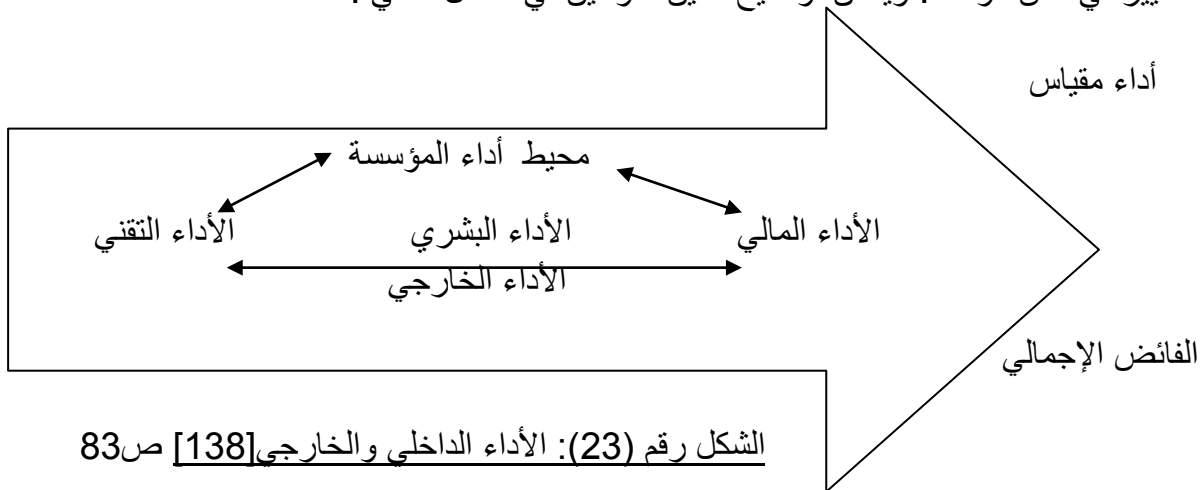 أداء مقياس
محيط أداء المؤسسة
الأداء المالي الأداء البشري الأداء التقني
الأداء الخارجي
الفائض الإجمالي
الشكل رقم (23): الأداء الداخلي والخارجي[138] ص83